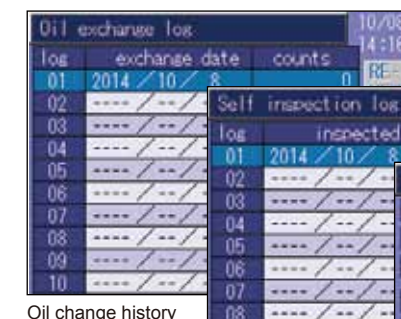 Oil exchange log
10/08
14:16
log exchange date counts
RE-
01 2014 / 10 / 8 0
02 ---- / -- /
03 ---- / -- /
04 ---- / -- /
05 ---- / -- /
06 ---- / -- /
07 ---- / -- /
08 ---- / -- /
09 ---- / -- /
10 ---- / -- /
Self inspection log
log inspected
01 2014 / 10 / 8
02 ---- / -- /
03 ---- / -- /
04 ---- / -- /
05 ---- / -- /
06 ---- / -- /
07 ---- / -- /
08 ---- / -- /
Oil change history